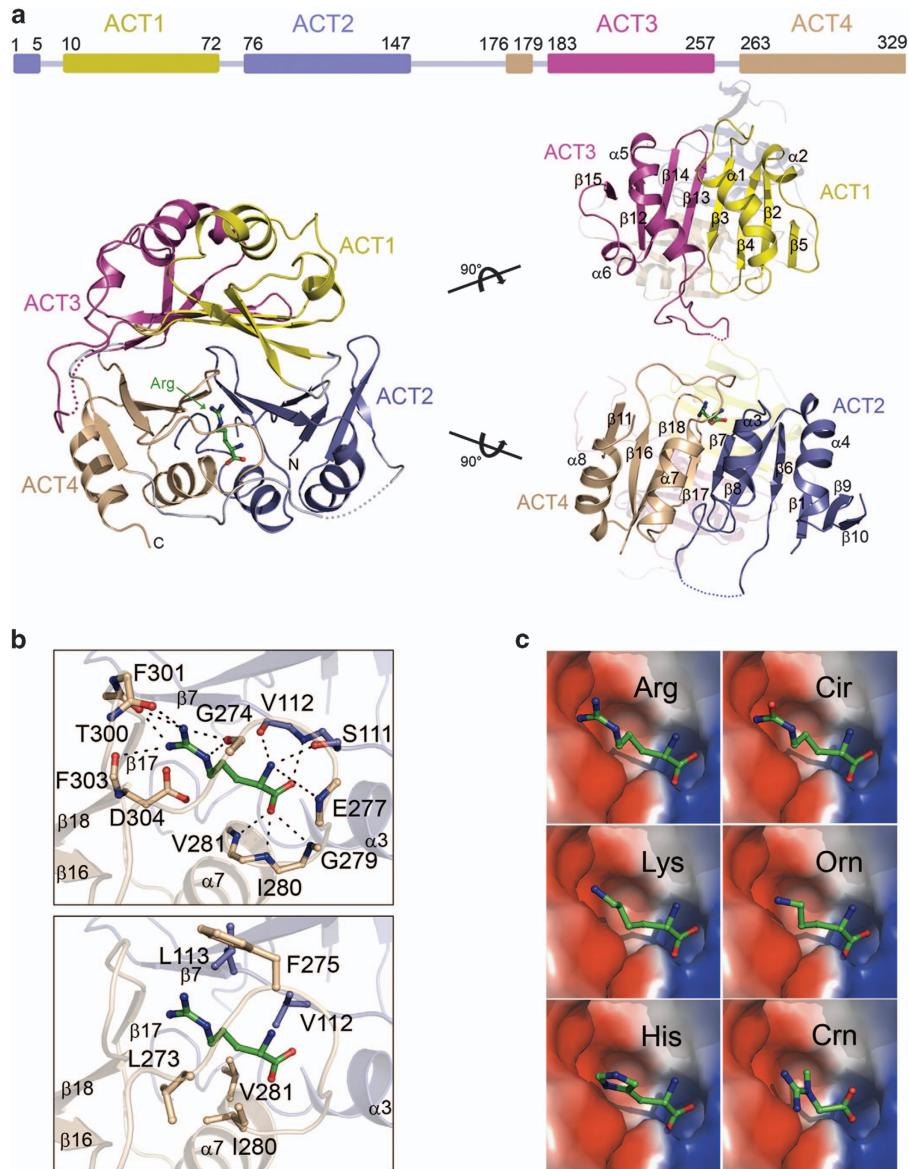 a
ACT1 ACT2 ACT3 ACT4
1 5 10 72 76 147 176 179 183 257 263 329
ACT3
α5
α2
β15
β14
α1
β13
ACT1
β12
β3
β2
β4
β5
α6
90°
ACT1
ACT3
Arg
ACT2
N
ACT4
C
90°
ACT2
β11
β18
α3
α4
β7
β16
β6
α8
α7
β9
β8
β1
ACT4
β17
β10
b
F301
β7
V112
G274
T300
S111
F303
β17
D304
E277
β18
α3
V281
G279
β16
α7
I280
L113
F275
β7
β17
V112
L273
β18
V281
α3
β16
α7
I280
c
Arg Cir
Lys Orn
His Crn